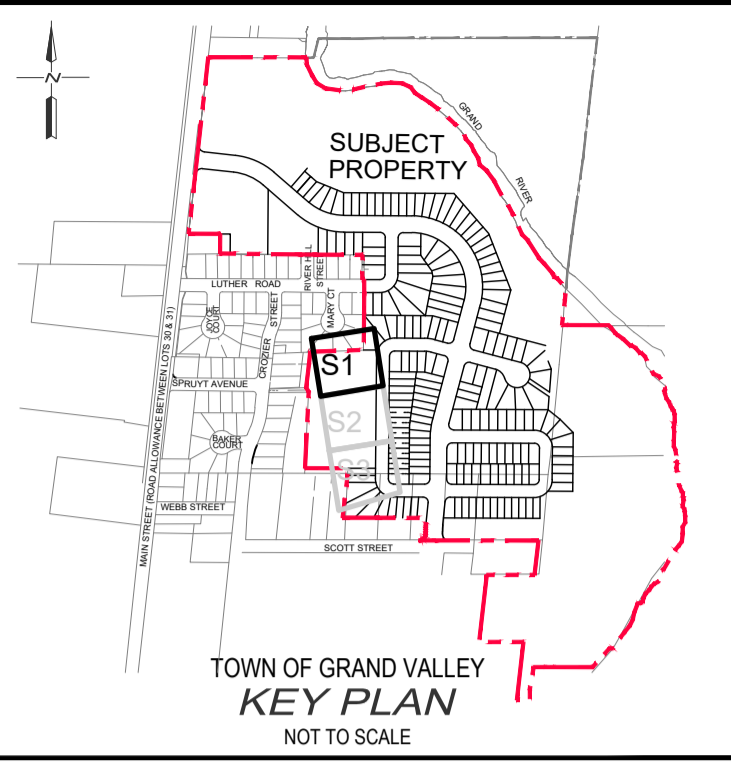 N
SUBJECT
PROPERTY
GRAND
RIVER
LUTHER ROAD
RIVER HILL
STREET
MARY CT
JOYCE
COURT
CROZIER
STREET
S1
SPRUYT AVENUE
S2
BAKER
COURT
S3
WEBB STREET
SCOTT STREET
MAIN STREET (ROAD ALLOWANCE BETWEEN LOTS 30 & 31)
TOWN OF GRAND VALLEY
KEY PLAN
NOT TO SCALE